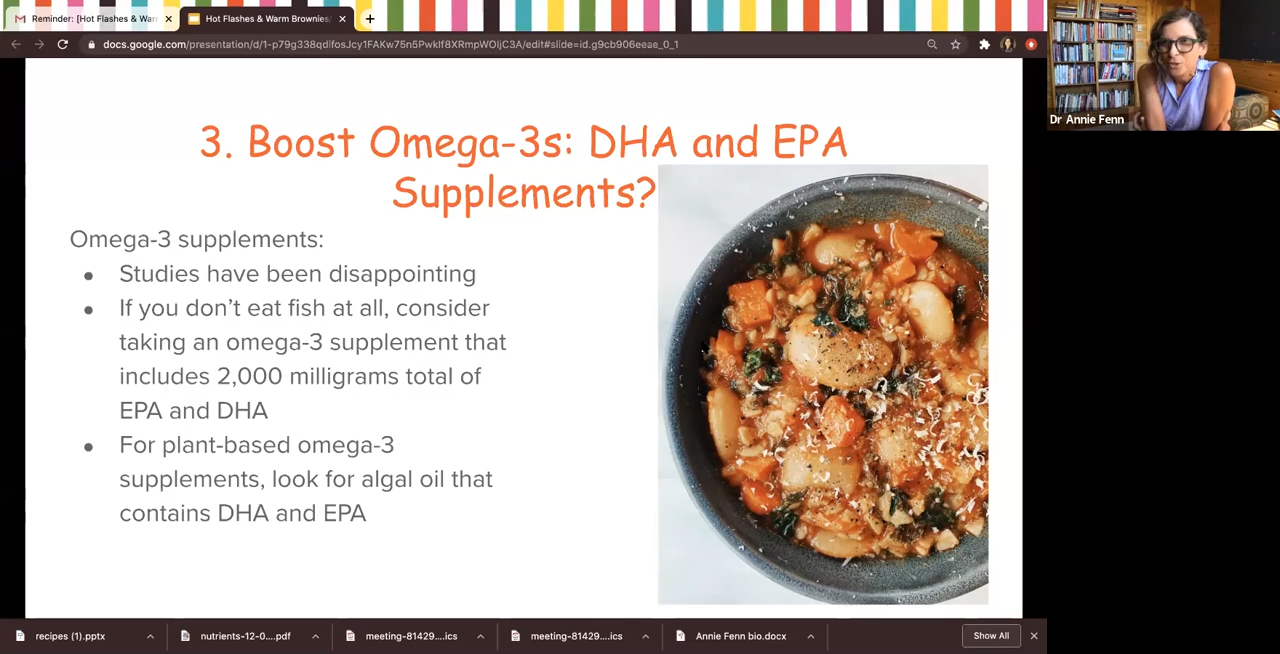 Reminder: [Hot Flashes & War
Hot Flashes & Warm Brownies/
docs.google.com/presentation/d/1-p79g338qdifosJcy1FAKw75n5PwkIf8XRmpWOIjC3A/edit#slide=id.g9cb906eeae_0_1
Dr Annie Fenn
3. Boost Omega-3s: DHA and EPA
Supplements?
Omega-3 supplements:
● Studies have been disappointing
● If you don’t eat fish at all, consider
taking an omega-3 supplement that
includes 2,000 milligrams total of
EPA and DHA
● For plant-based omega-3
supplements, look for algal oil that
contains DHA and EPA
recipes (1).pptx
nutrients-12-0....pdf
meeting-81429....ics
meeting-81429....ics
Annie Fenn bio.docx
Show All